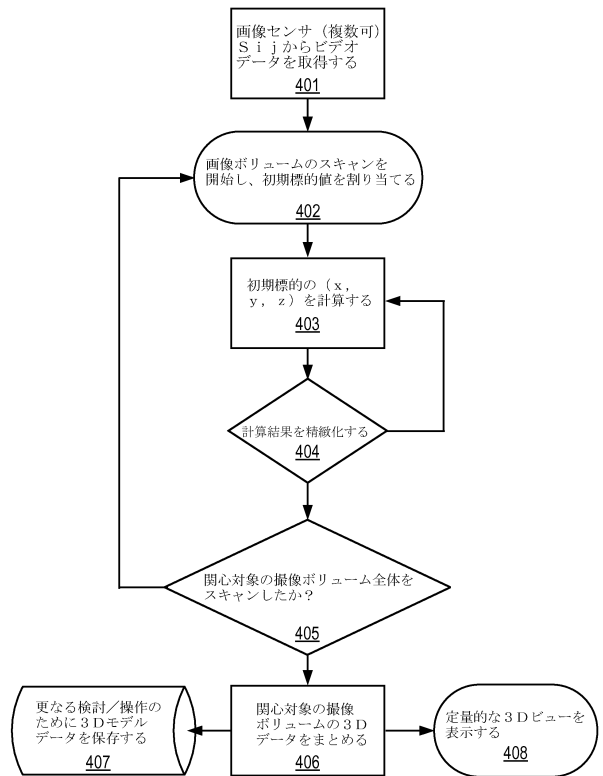 画像センサ（複数可）
Ｓｉｊからビデオ
データを取得する
401
画像ボリュームのスキャンを
開始し、初期標的値を割り当てる
402
初期標的の（ｘ，
ｙ，ｚ）を計算する
403
計算結果を精緻化する
404
関心対象の撮像ボリューム全体を
スキャンしたか？
405
更なる検討／操作の
ために３Ｄモデル
データを保存する
407
関心対象の撮像
ボリュームの３Ｄ
データをまとめる
406
定量的な３Ｄビューを
表示する
408